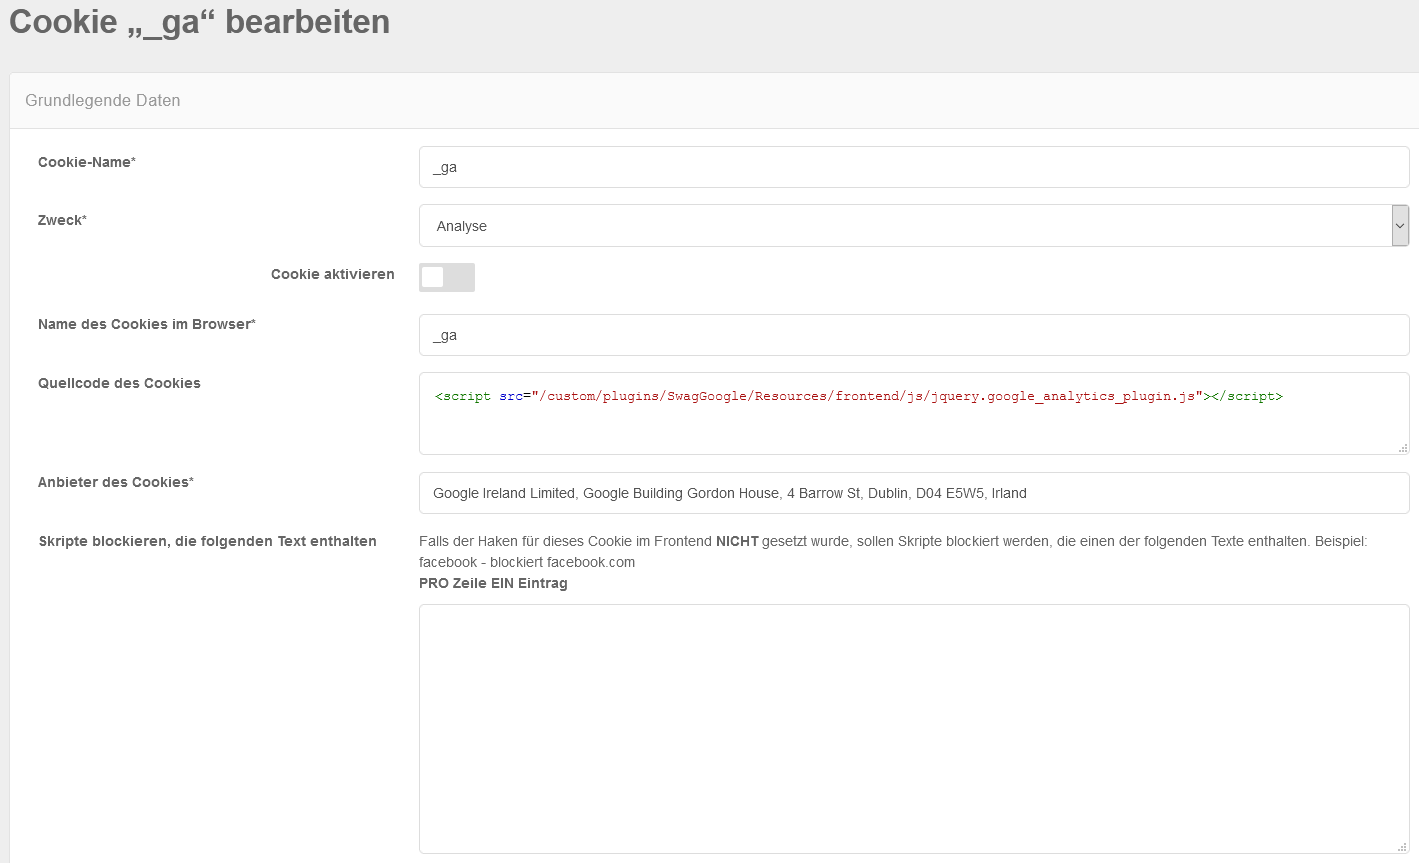 Cookie „_ga“ bearbeiten
Grundlegende Daten
Cookie-Name*
_ga
Zweck*
Analyse
Cookie aktivieren
Name des Cookies im Browser*
_ga
Quellcode des Cookies
<script src="/custom/plugins/SwagGoogle/Resources/frontend/js/jquery.google_analytics_plugin.js"></script>
Anbieter des Cookies*
Google Ireland Limited, Google Building Gordon House, 4 Barrow St, Dublin, D04 E5W5, Irland
Skripte blockieren, die folgenden Text enthalten
Falls der Haken für dieses Cookie im Frontend NICHT gesetzt wurde, sollen Skripte blockiert werden, die einen der folgenden Texte enthalten. Beispiel:
facebook - blockiert facebook.com
PRO Zeile EIN Eintrag